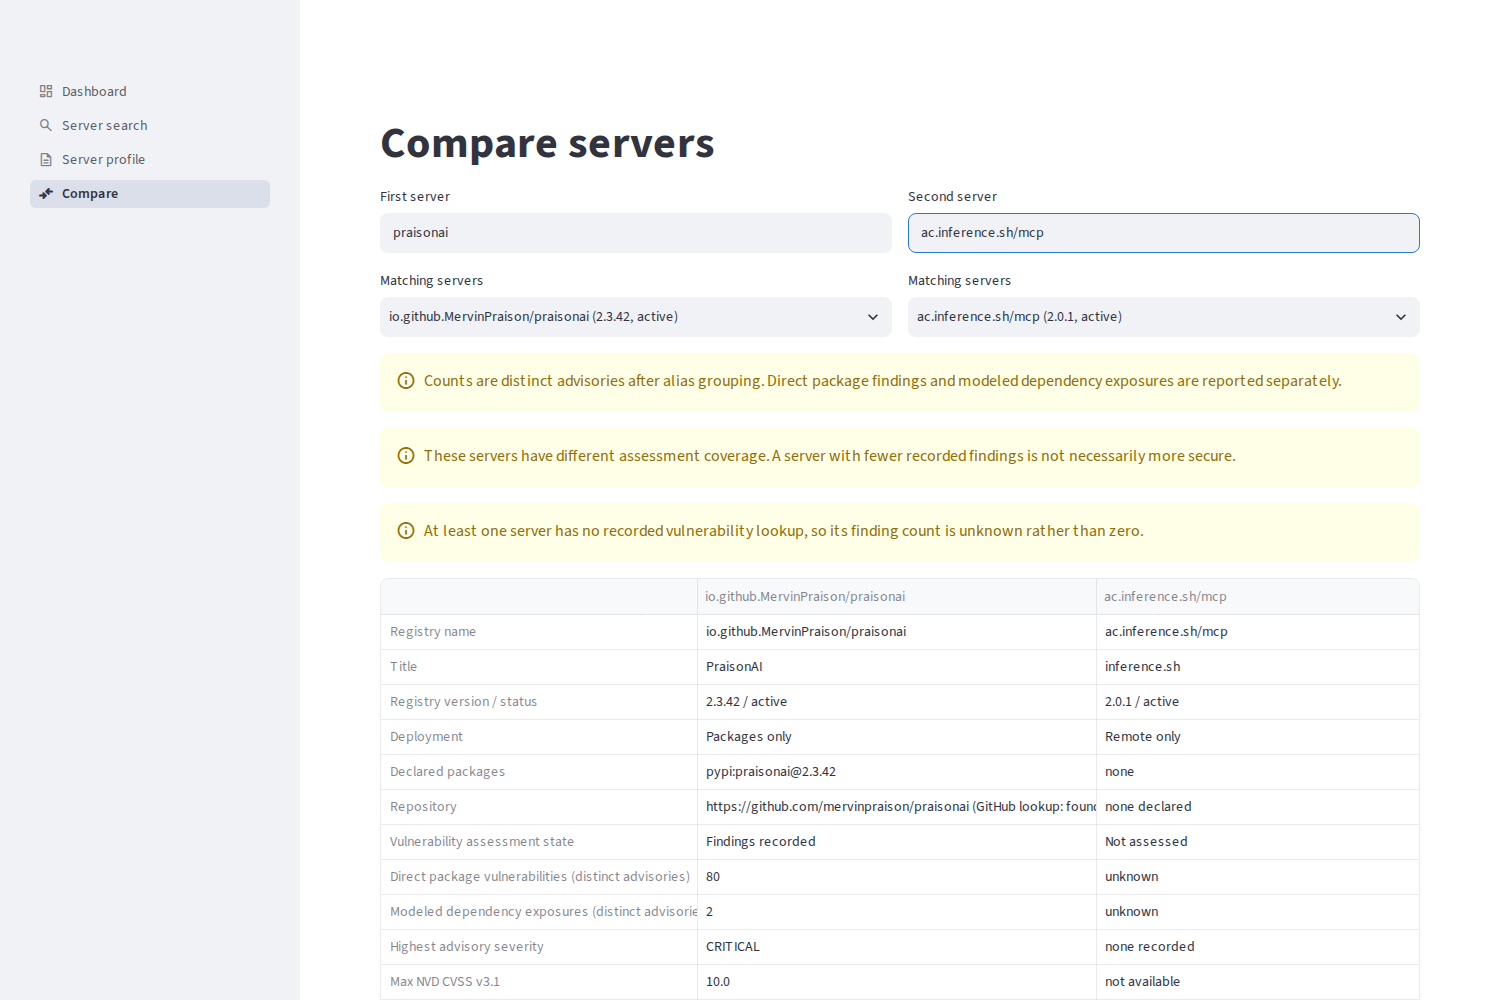 Dashboard
Server search
Server profile
Compare
Compare servers
First server
Second server
praisonai
ac.inference.sh/mcp
Matching servers
Matching servers
io.github.MervinPraison/praisonai (2.3.42, active)
ac.inference.sh/mcp (2.0.1, active)
Counts are distinct advisories after alias grouping. Direct package findings and modeled dependency exposures are reported separately.
These servers have different assessment coverage. A server with fewer recorded findings is not necessarily more secure.
At least one server has no recorded vulnerability lookup, so its finding count is unknown rather than zero.
io.github.MervinPraison/praisonai ac.inference.sh/mcp
Registry name io.github.MervinPraison/praisonai ac.inference.sh/mcp
Title PraisonAI inference.sh
Registry version / status 2.3.42 / active 2.0.1 / active
Deployment Packages only Remote only
Declared packages pypi:praisonai@2.3.42 none
Repository https://github.com/mervinpraison/praisonai (GitHub lookup: found none declared
Vulnerability assessment state Findings recorded Not assessed
Direct package vulnerabilities (distinct advisories) 80 unknown
Modeled dependency exposures (distinct advisorie 2 unknown
Highest advisory severity CRITICAL none recorded
Max NVD CVSS v3.1 10.0 not available